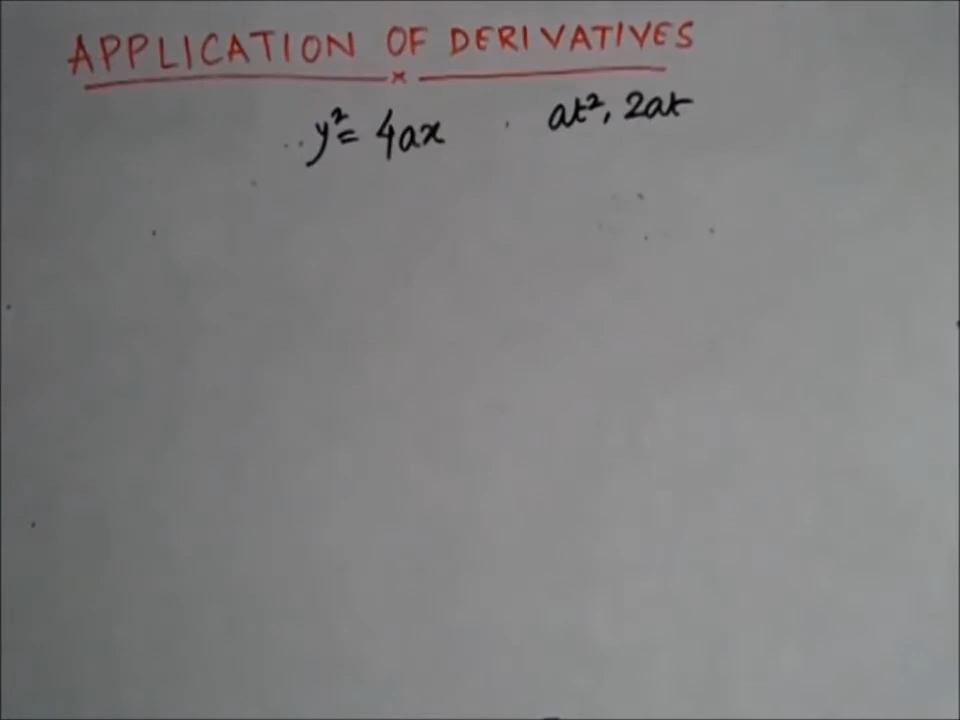 APPLICATION OF DERIVATIVES
y² = 4ax at², 2at